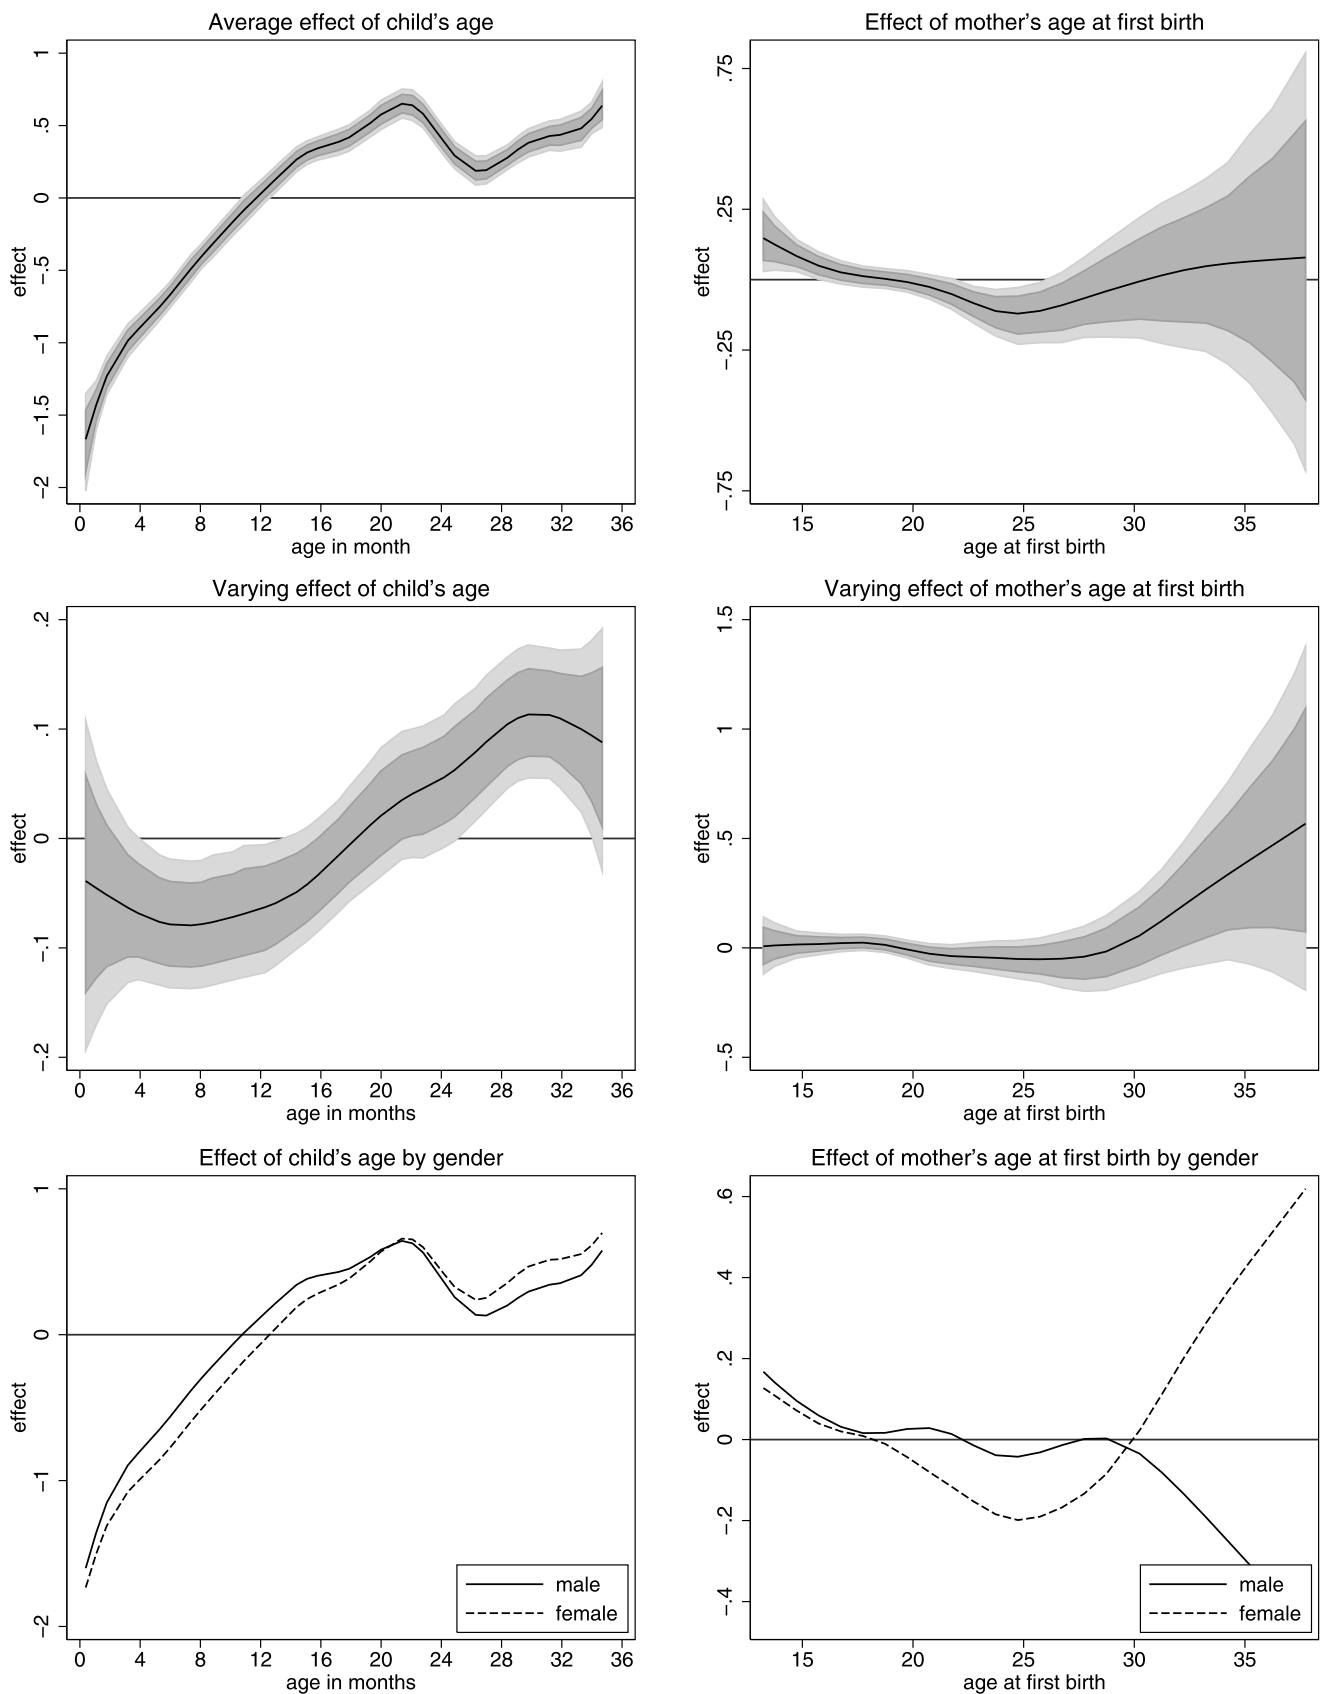 Average effect of child's age
1
.5
0
-.5
-1
-1.5
-2
effect
0 4 8 12 16 20 24 28 32 36
age in month
Effect of mother's age at first birth
.75
.25
-.25
-.75
effect
15 20 25 30 35
age at first birth
Varying effect of child's age
.2
.1
0
-.1
-.2
effect
0 4 8 12 16 20 24 28 32 36
age in months
Varying effect of mother's age at first birth
1.5
1
.5
0
-.5
effect
15 20 25 30 35
age at first birth
Effect of child's age by gender
1
0
-1
-2
effect
male
female
0 4 8 12 16 20 24 28 32 36
age in months
Effect of mother's age at first birth by gender
.6
.4
.2
0
-.2
-.4
effect
male
female
15 20 25 30 35
age at first birth